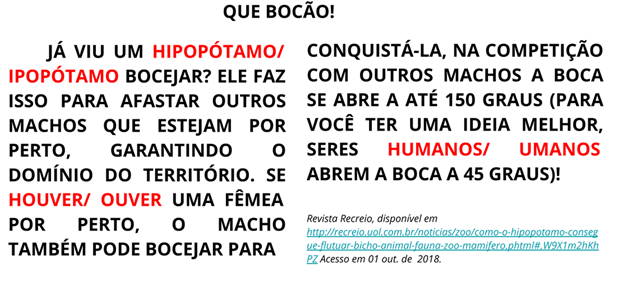 QUE BOCÃO!
JÁ VIU UM HIPOPÓTAMO/
IPOPÓTAMO BOCEJAR? ELE FAZ
ISSO PARA AFASTAR OUTROS
MACHOS QUE ESTEJAM POR
PERTO, GARANTINDO O
DOMÍNIO DO TERRITÓRIO. SE
HOUVER/ OUVER UMA FÊMEA
POR PERTO, O MACHO
TAMBÉM PODE BOCEJAR PARA
CONQUISTÁ-LA, NA COMPETIÇÃO
COM OUTROS MACHOS A BOCA
SE ABRE A ATÉ 150 GRAUS (PARA
VOCÊ TER UMA IDEIA MELHOR,
SERES HUMANOS/ UMANOS
ABREM A BOCA A 45 GRAUS)!
Revista Recreio, disponível em
http://recreio.uol.com.br/noticias/zoo/como-o-hipopotamo-conseg
ue-flutuar-bicho-animal-fauna-zoo-mamifero.phtml#.W9X1m2hKh
PZ Acesso em 01 out. de 2018.